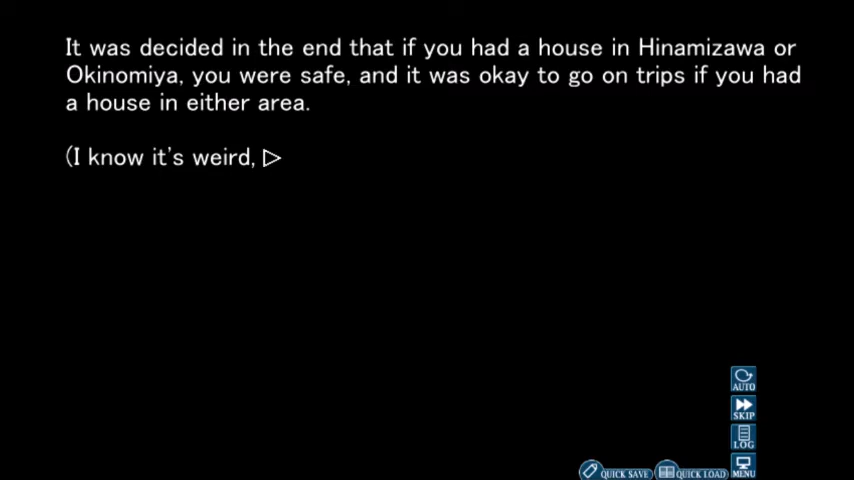 It was decided in the end that if you had a house in Hinamizawa or
Okinomiya, you were safe, and it was okay to go on trips if you had
a house in either area.
(I know it's weird,
AUTO
SKIP
LOG
MENU
QUICK SAVE
QUICK LOAD